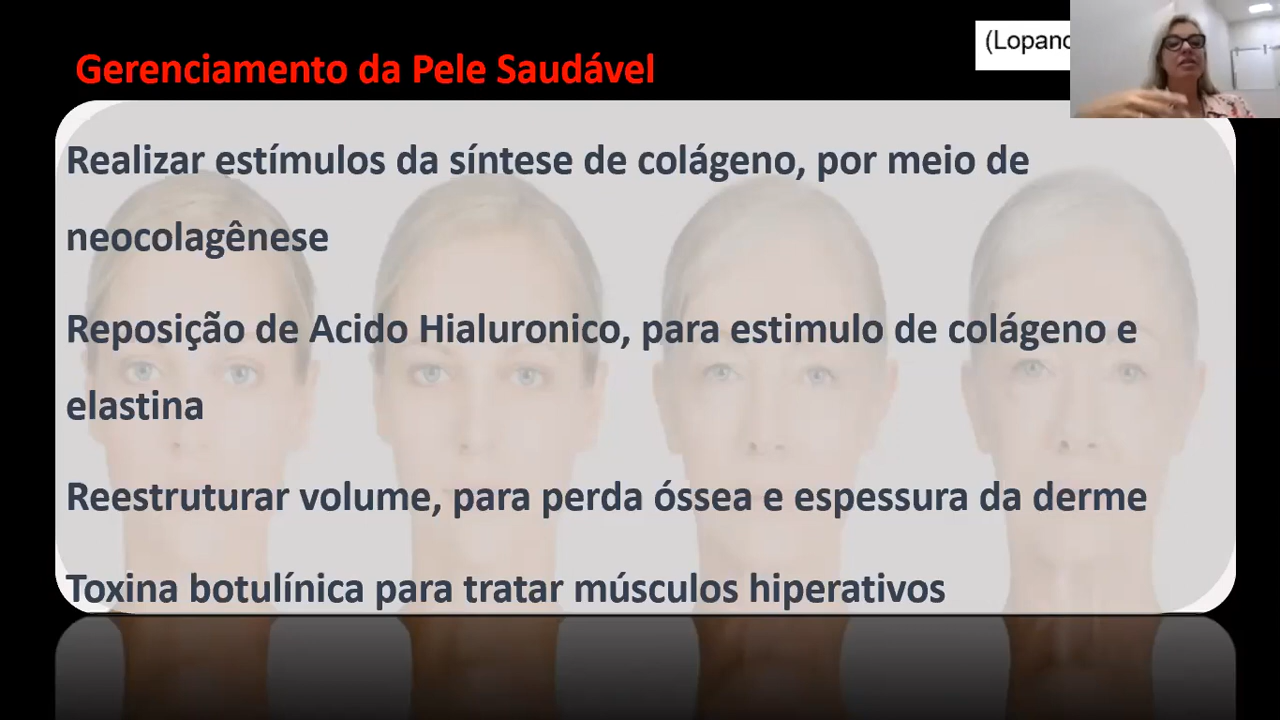 Gerenciamento da Pele Saudável
Realizar estímulos da síntese de colágeno, por meio de
neocolagênese
Reposição de Acido Hialuronico, para estimulo de colágeno e
elastina
Reestruturar volume, para perda óssea e espessura da derme
Toxina botulínica para tratar músculos hiperativos